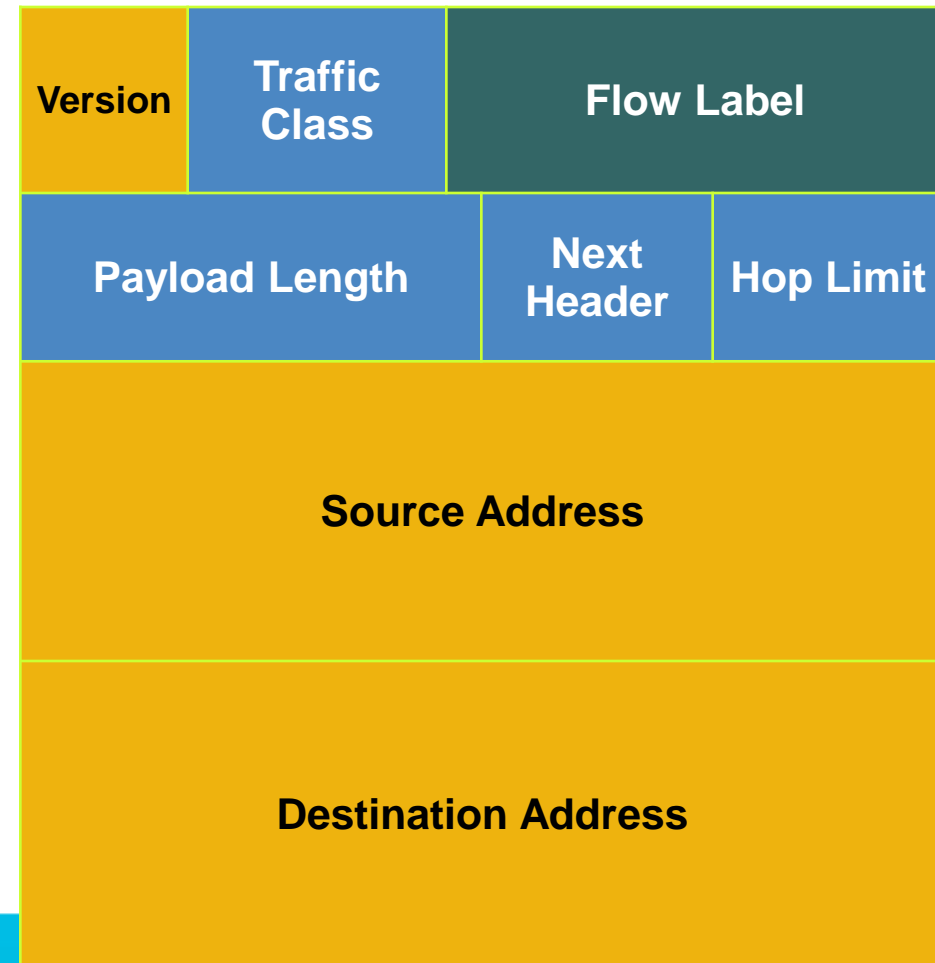 Version
Traffic
Class
Flow Label
Payload Length
Next
Header
Hop Limit
Source Address
Destination Address